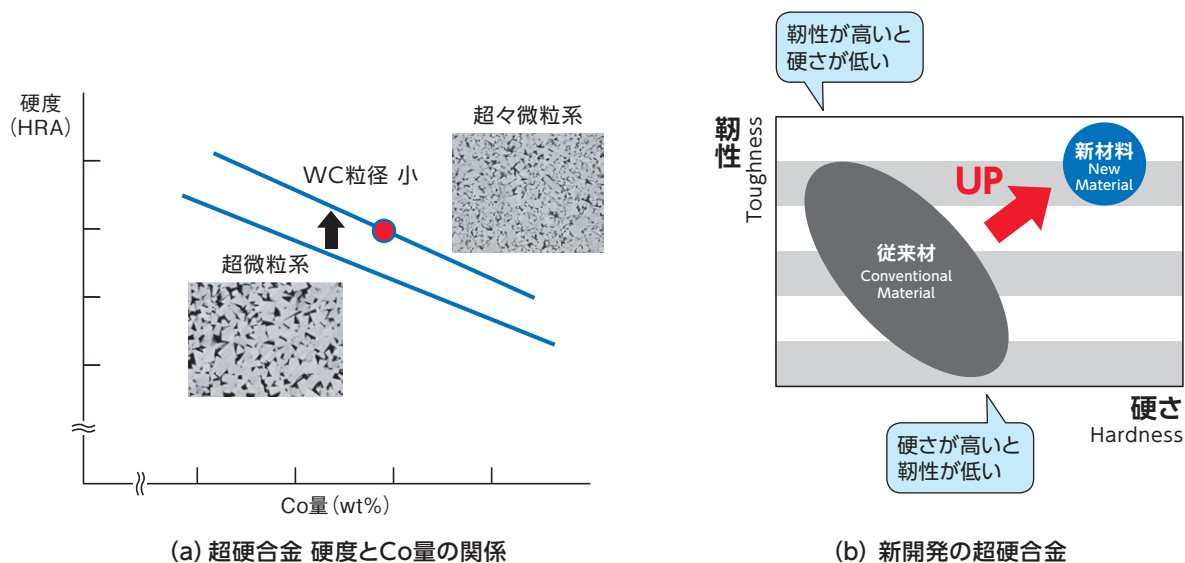 硬度
(HRA)
超々微粒系
WC粒径 小
超微粒系
Co量(wt%)
(a) 超硬合金 硬度とCo量の関係
靭性が高いと
硬さが低い
靭性
Toughness
新材料
New
Material
UP
従来材
Conventional
Material
硬さ
Hardness
硬さが高いと
靭性が低い
(b) 新開発の超硬合金